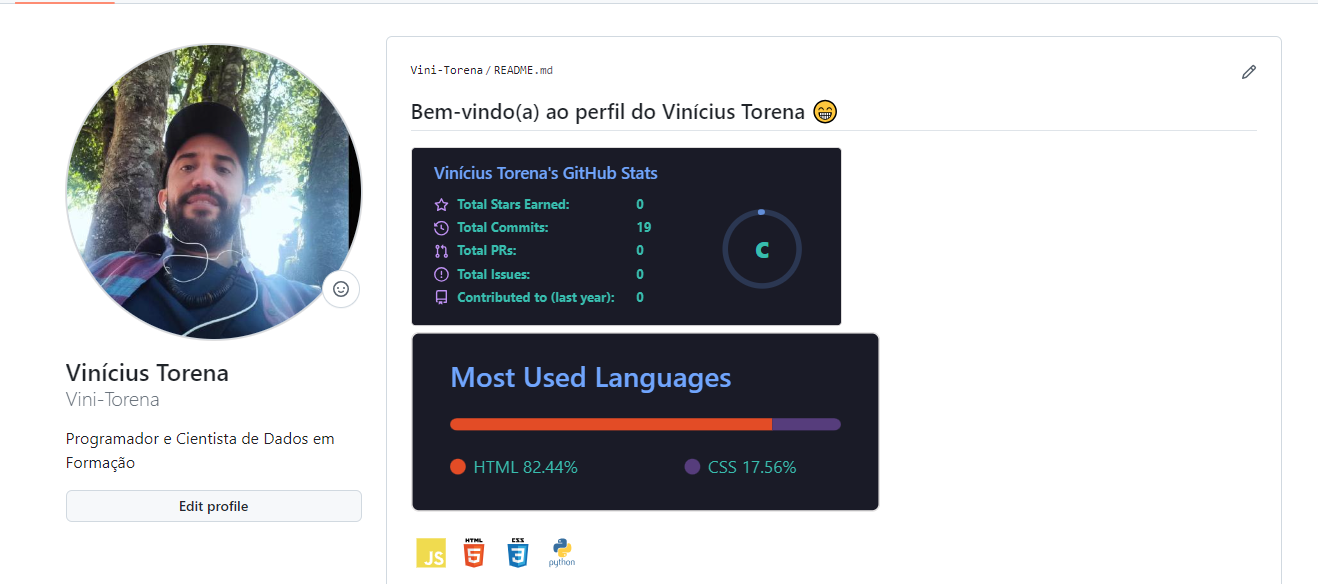 Vinícius Torena
Vini-Torena
Programador e Cientista de Dados em
Formação
Edit profile
Vini-Torena/README.md
Bem-vindo(a) ao perfil do Vinícius Torena
Vinícius Torena's GitHub Stats
Total Stars Earned: 0
Total Commits: 19
Total PRs: 0
Total Issues: 0
Contributed to (last year): 0
C
Most Used Languages
HTML 82.44% CSS 17.56%
JS HTML 5 CSS 3 python